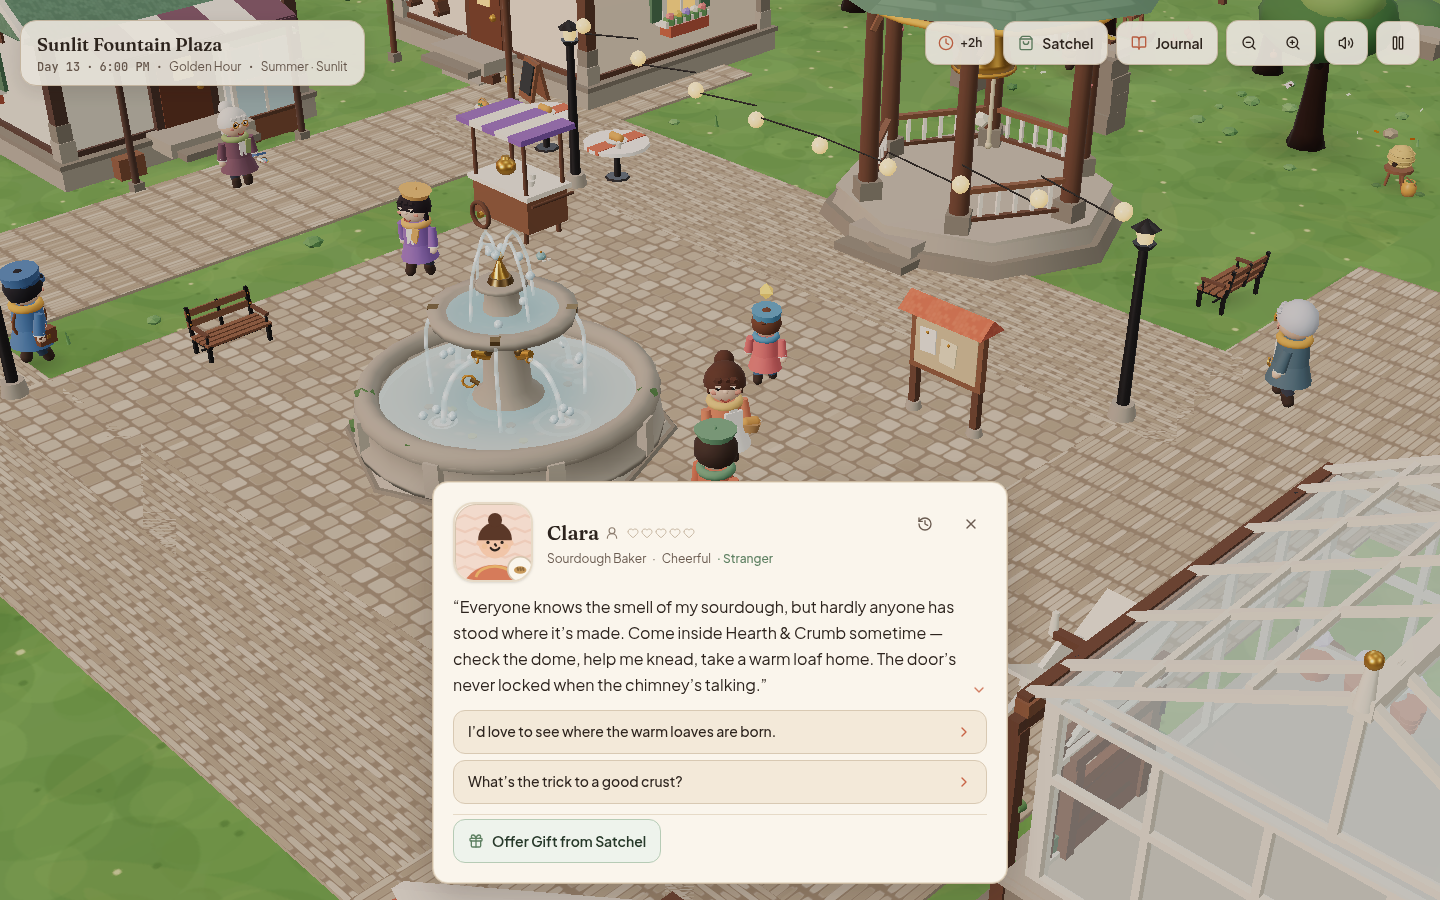 Sunlit Fountain Plaza
Day 13 · 6:00 PM · Golden Hour · Summer · Sunlit
+2h
Satchel
Journal
Clara
Sourdough Baker · Cheerful · Stranger
“Everyone knows the smell of my sourdough, but hardly anyone has
stood where it’s made. Come inside Hearth & Crumb sometime —
check the dome, help me knead, take a warm loaf home. The door’s
never locked when the chimney’s talking.”
I’d love to see where the warm loaves are born.
What’s the trick to a good crust?
Offer Gift from Satchel